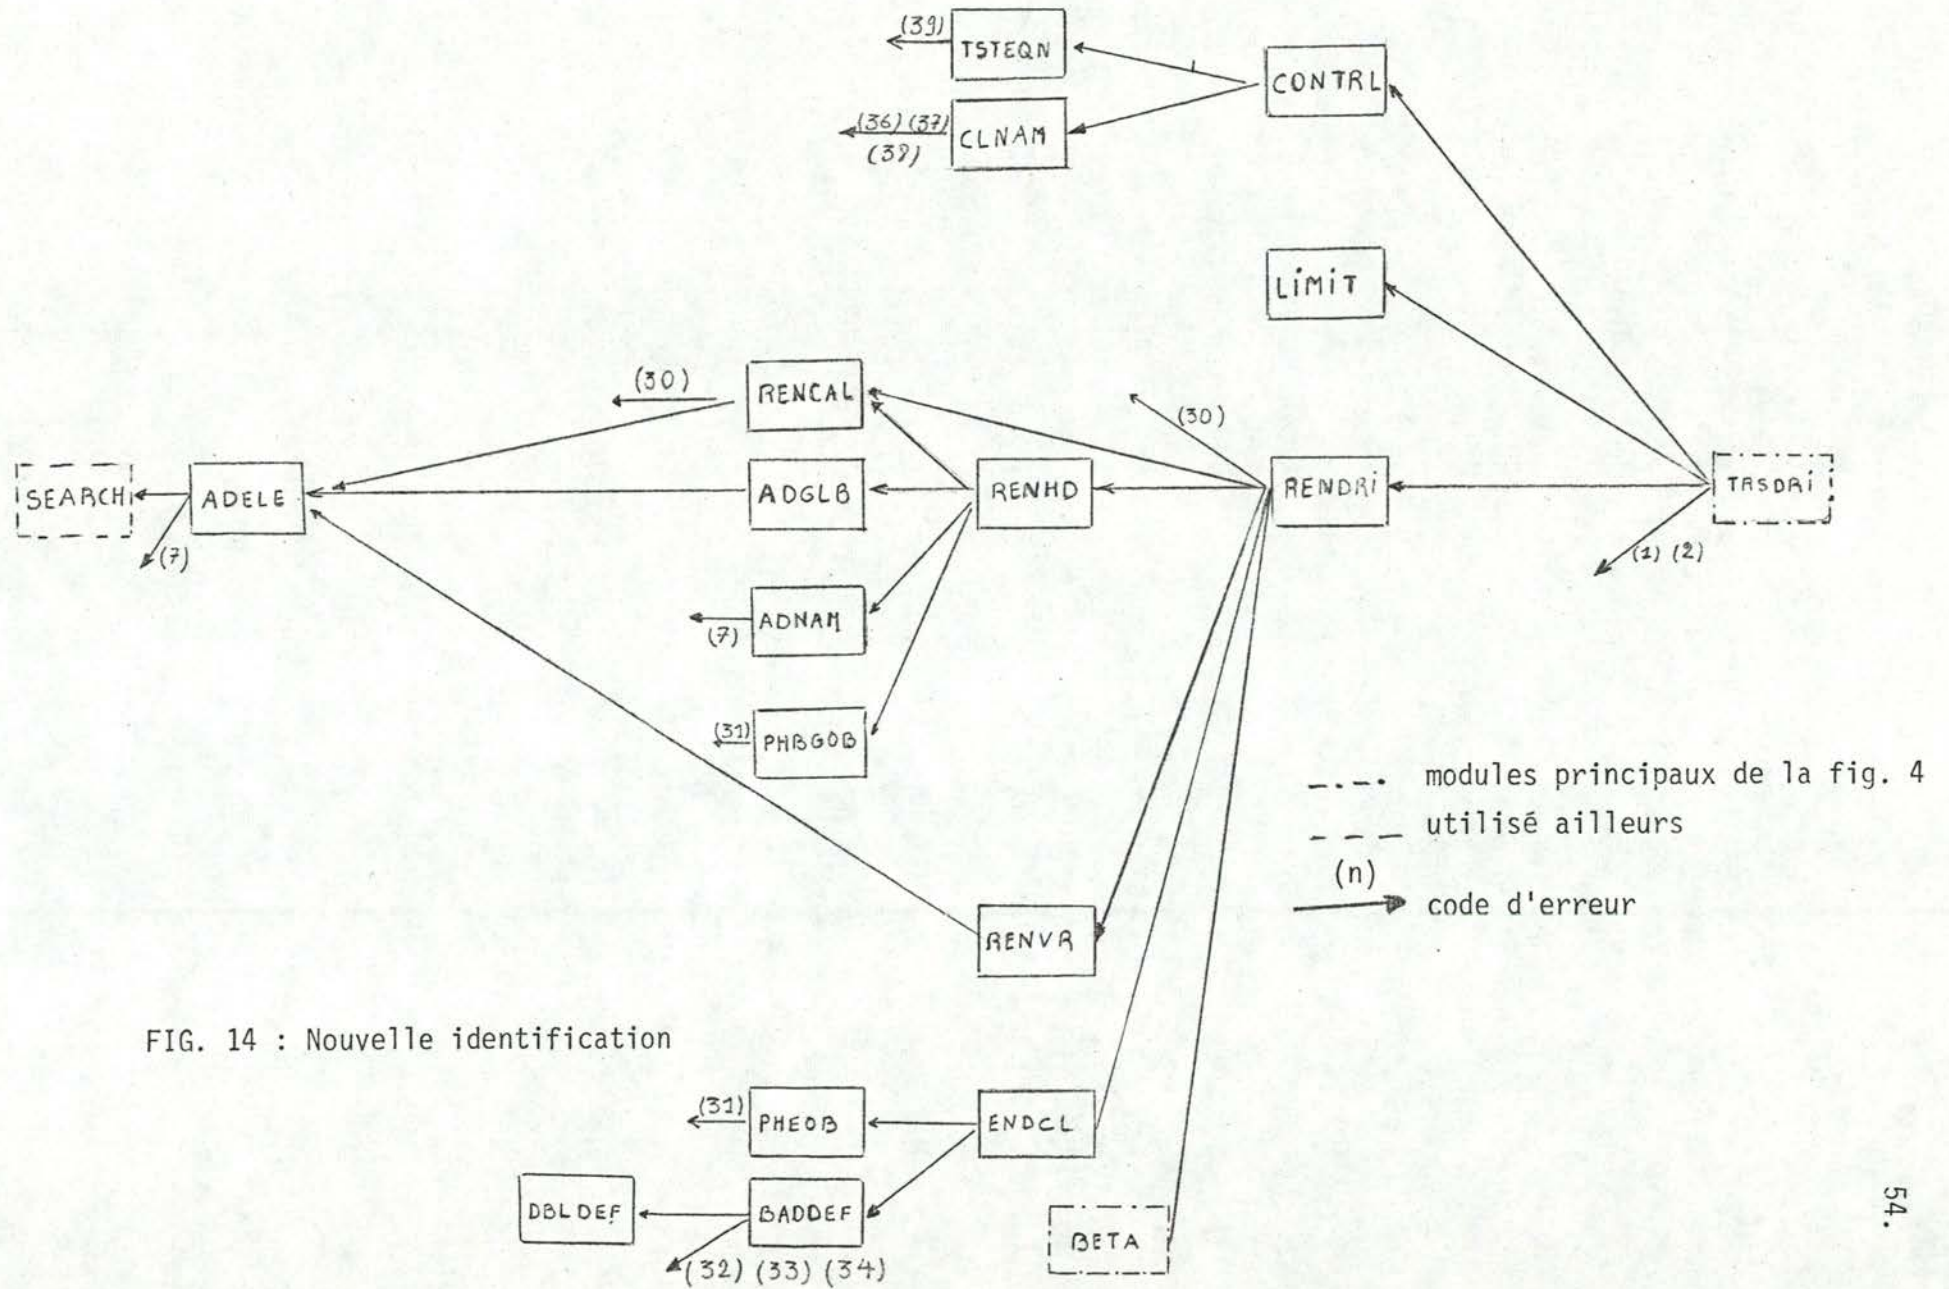 (39)
TSTEQN
CONTRL
(36) (37)
(38)
CLNAM
LiMiT
(30)
RENCAL
(30)
SEARCH
ADELE
(7)
ADGLB
RENHD
RENDRi
TASDRi
(1) (2)
(7)
ADNAM
(31)
PHBGOB
_._. modules principaux de la fig. 4
_ _ _ utilisé ailleurs
(n)
code d'erreur
RENVR
FIG. 14 : Nouvelle identification
(31)
PHEOB
ENDCL
DBLDEF
BADDEF
BETA
(32) (33) (34)
54.